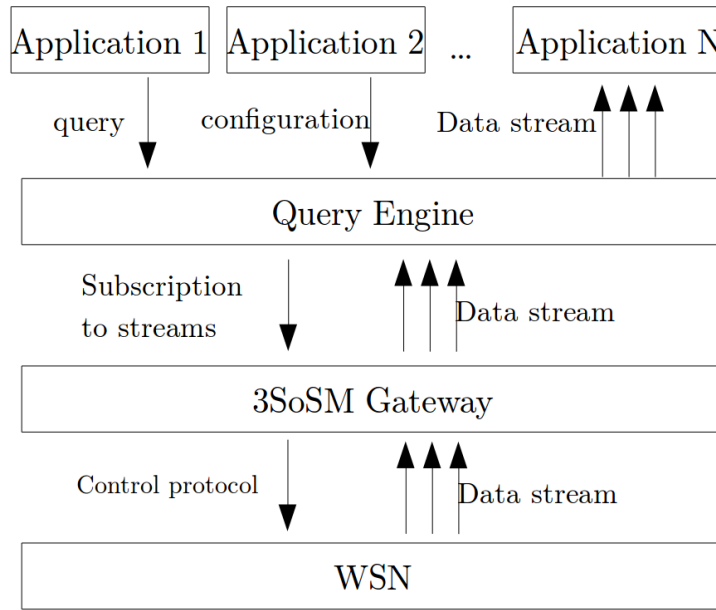 Application 1
Application 2
...
Application N
query
configuration
Data stream
Query Engine
Subscription
to streams
Data stream
3SoSM Gateway
Control protocol
Data stream
WSN